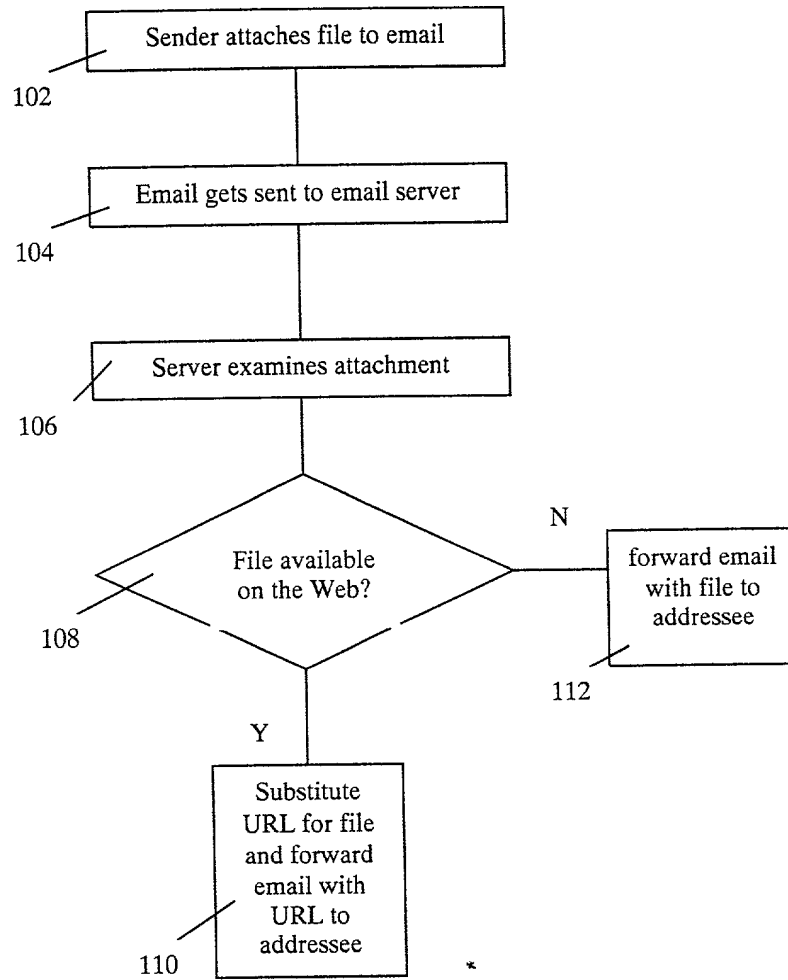 Sender attaches file to email
102
Email gets sent to email server
104
Server examines attachment
106
File available
on the Web?
108
N
forward email
with file to
addressee
112
Y
Substitute
URL for file
and forward
email with
URL to
addressee
110